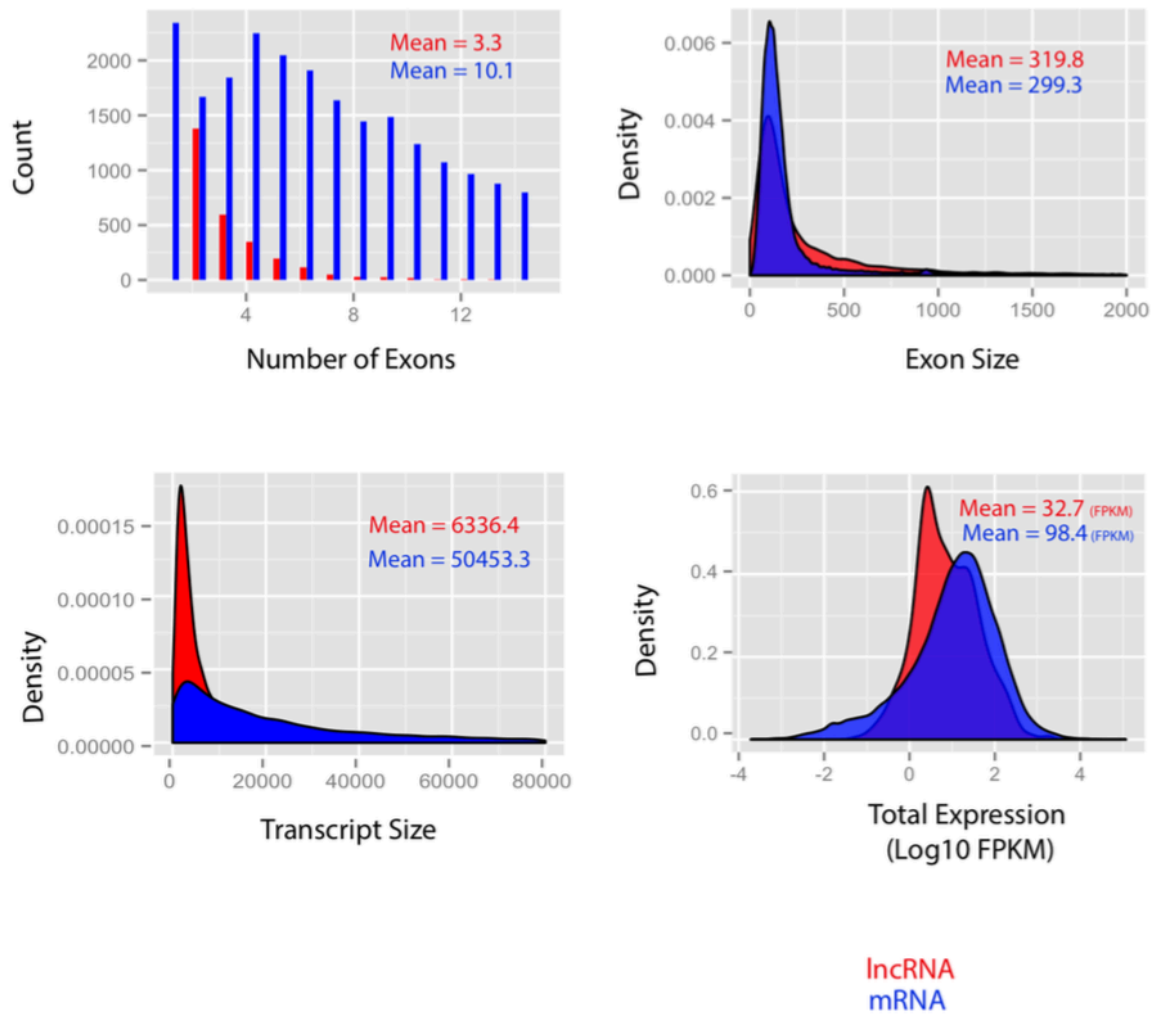 Mean = 3.3
Mean = 10.1
2000
1500
1000
500
0
Count
4
8
12
Number of Exons
Mean = 319.8
Mean = 299.3
0.006
0.004
0.002
0.000
Density
0
500
1000
1500
2000
Exon Size
Mean = 6336.4
Mean = 50453.3
0.00015
0.00010
0.00005
0.00000
Density
0
20000
40000
60000
80000
Transcript Size
Mean = 32.7 (FPKM)
Mean = 98.4 (FPKM)
0.6
0.4
0.2
0.0
Density
-4
-2
0
2
4
Total Expression
(Log10 FPKM)
lncRNA
mRNA